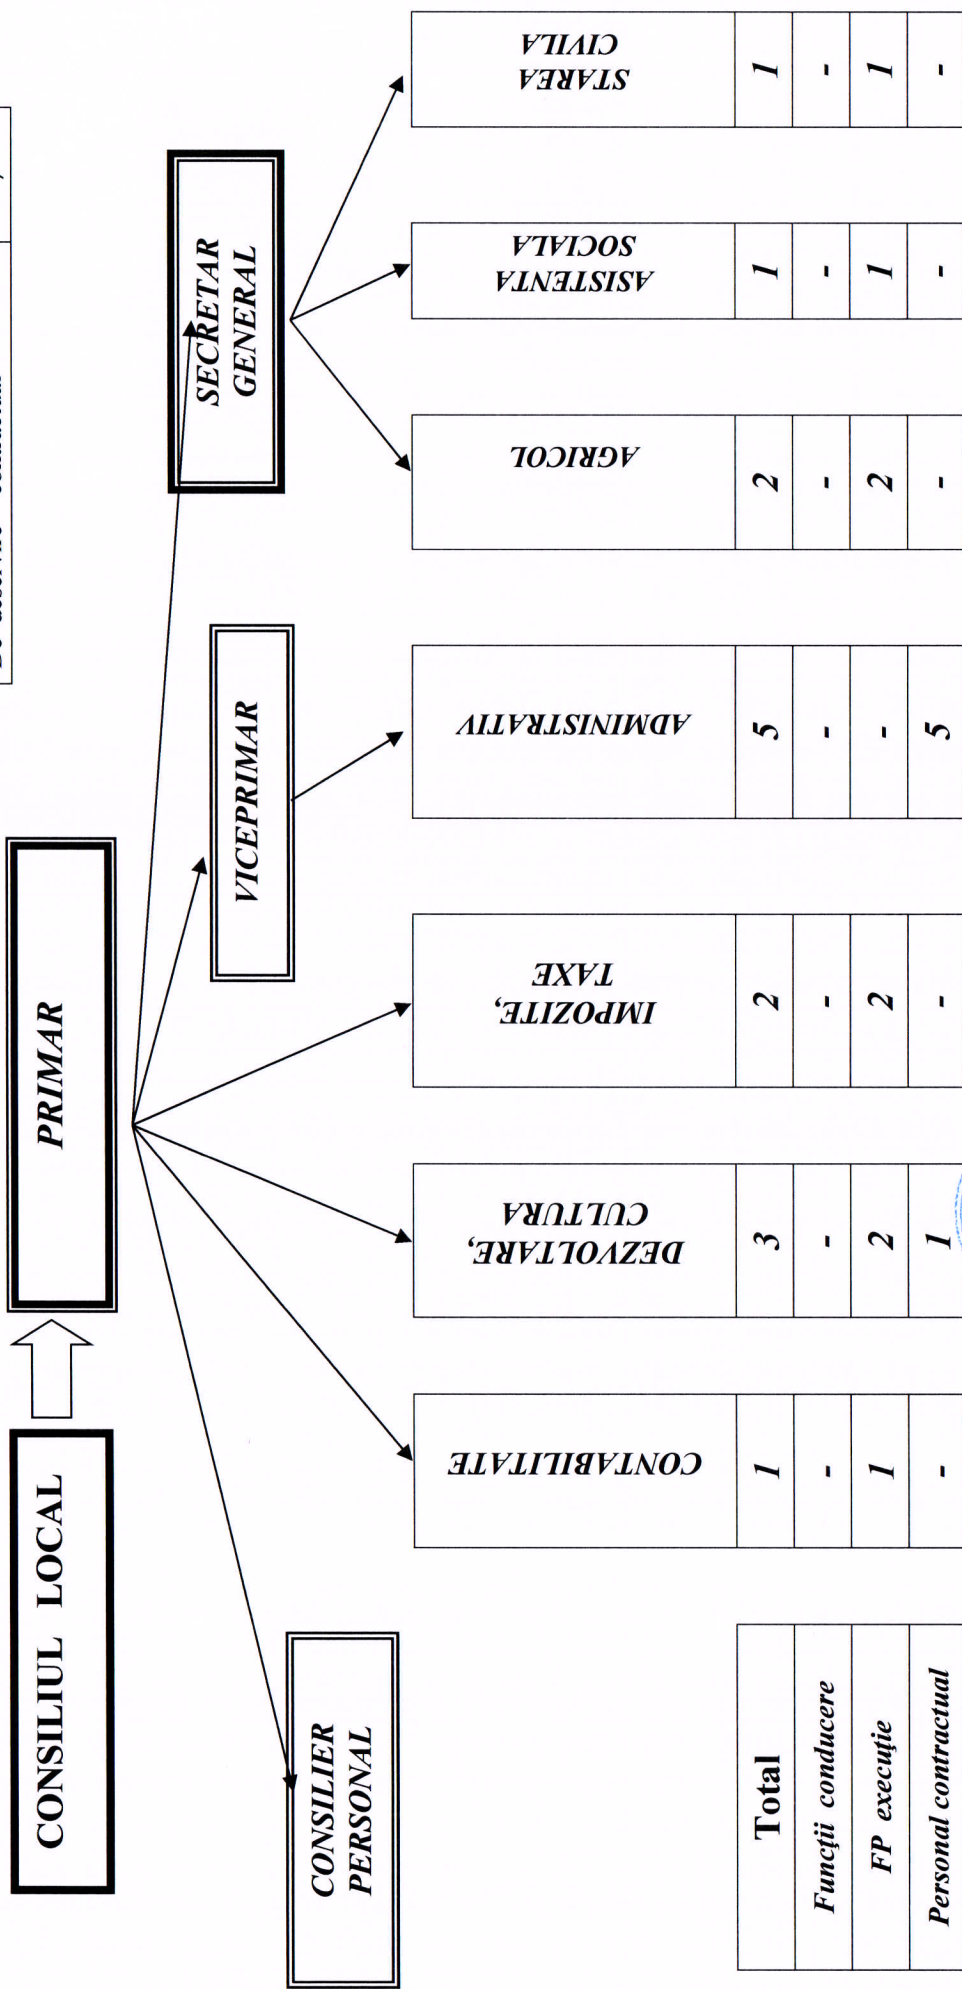 CONSILIUL LOCAL
PRIMAR
CONSILIER
PERSONAL
VICEPRIMAR
SECRETAR
GENERAL
CONTABILITATE
DEZVOLTARE,
CULTURA
IMPOZITE,
TAXE
ADMINISTRATIV
AGRICOL
ASISTENTA
SOCIALA
STAREA
CIVILA
Total 1 3 2 5 2 1 1
Funcţii conducere - - - - - - -
FP execuţie 1 2 2 - 2 1 1
Personal contractual - 1 - 5 - - -